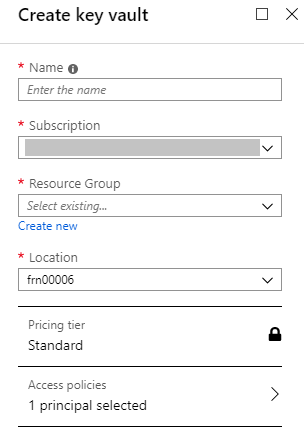 Create key vault
* Name
Enter the name
* Subscription
* Resource Group
Select existing...
Create new
* Location
frn00006
Pricing tier
Standard
Access policies
1 principal selected